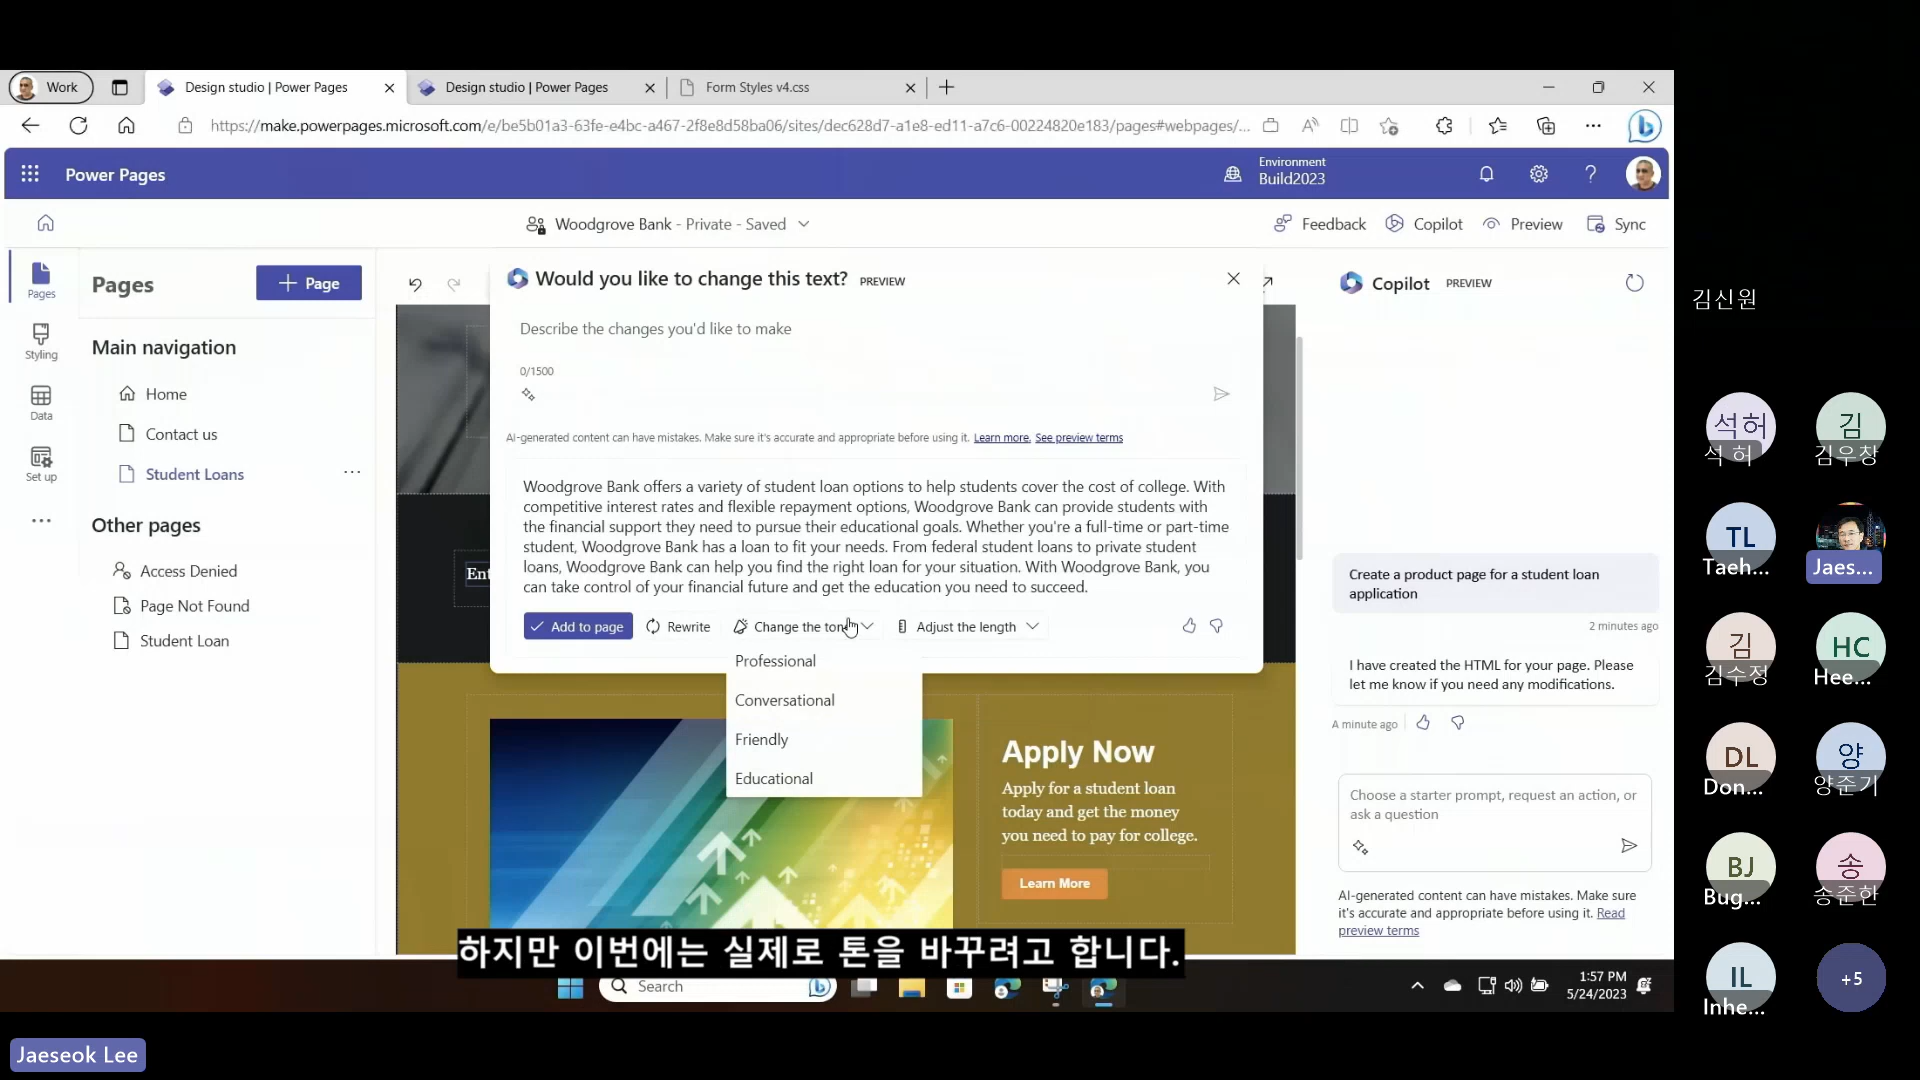 Work
Design studio | Power Pages
Design studio | Power Pages
Form Styles v4.css
https://make.powerpages.microsoft.com/e/be5b01a3-63fe-e4bc-a467-2f8e8d58ba06/sites/dec628d7-a1e8-ed11-a7c6-00224820e183/pages#webpages/...
Power Pages
Environment
Build2023
Woodgrove Bank - Private - Saved
Feedback
Copilot
Preview
Sync
Pages
Styling
Data
Set up
Pages
Page
Main navigation
Home
Contact us
Student Loans
Other pages
Access Denied
Page Not Found
Student Loan
Would you like to change this text? PREVIEW
Describe the changes you'd like to make
0/1500
AI-generated content can have mistakes. Make sure it's accurate and appropriate before using it. Learn more. See preview terms
Woodgrove Bank offers a variety of student loan options to help students cover the cost of college. With
competitive interest rates and flexible repayment options, Woodgrove Bank can provide students with
the financial support they need to pursue their educational goals. Whether you're a full-time or part-time
student, Woodgrove Bank has a loan to fit your needs. From federal student loans to private student
loans, Woodgrove Bank can help you find the right loan for your situation. With Woodgrove Bank, you
can take control of your financial future and get the education you need to succeed.
Add to page
Rewrite
Change the tone
Adjust the length
Professional
Conversational
Friendly
Educational
Ent
Apply Now
Apply for a student loan
today and get the money
you need to pay for college.
Learn More
Copilot PREVIEW
Create a product page for a student loan
application
2 minutes ago
I have created the HTML for your page. Please
let me know if you need any modifications.
A minute ago
Choose a starter prompt, request an action, or
ask a question
AI-generated content can have mistakes. Make sure
it's accurate and appropriate before using it. Read
preview terms
하지만 이번에는 실제로 톤을 바꾸려고 합니다.
Search
1:57 PM
5/24/2023
김신원
석허
석 허
김
김우창
TL
Taeh...
Jaes...
김
김수정
HC
Hee...
DL
Don...
양
양준기
BJ
Bug...
송
송준한
IL
Inhe...
+5
Jaeseok Lee